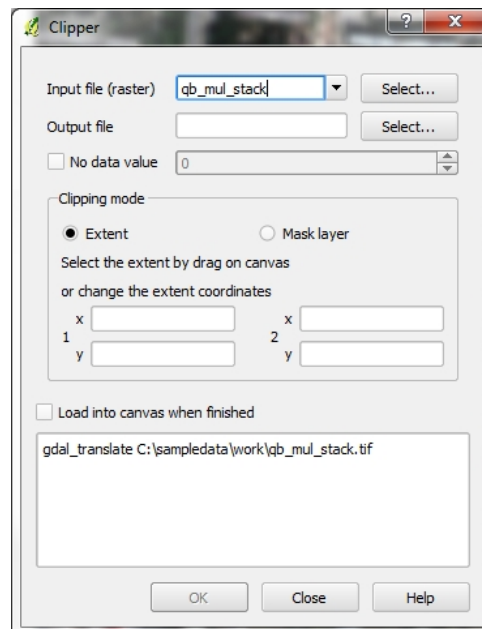 Clipper
?
Input file (raster) qb_mul_stack Select...
Output file Select...
No data value 0
Clipping mode
Extent Mask layer
Select the extent by drag on canvas
or change the extent coordinates
x x
1 2
y y
Load into canvas when finished
gdal_translate C:\sampledata\work\qb_mul_stack.tif
OK Close Help